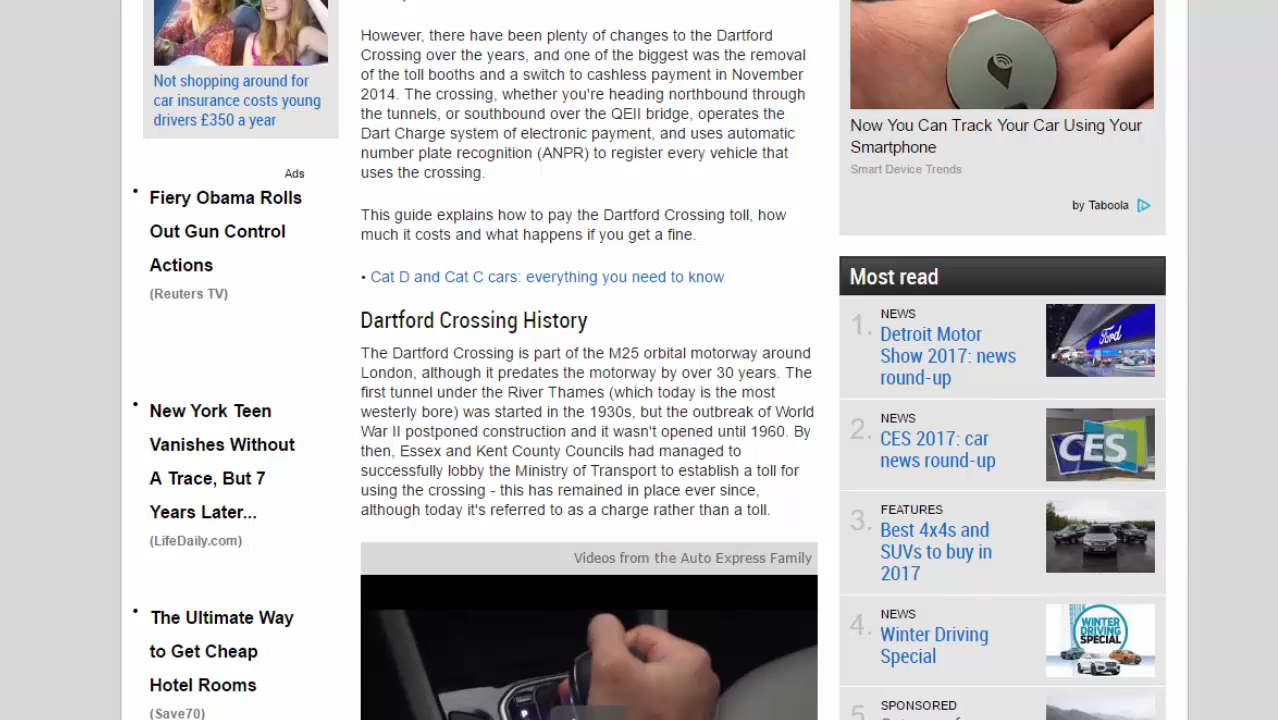 Not shopping around for
car insurance costs young
drivers £350 a year
Ads
• Fiery Obama Rolls
Out Gun Control
Actions
(Reuters TV)
• New York Teen
Vanishes Without
A Trace, But 7
Years Later...
(LifeDaily.com)
• The Ultimate Way
to Get Cheap
Hotel Rooms
(Save70)
However, there have been plenty of changes to the Dartford
Crossing over the years, and one of the biggest was the removal
of the toll booths and a switch to cashless payment in November
2014. The crossing, whether you're heading northbound through
the tunnels, or southbound over the QEII bridge, operates the
Dart Charge system of electronic payment, and uses automatic
number plate recognition (ANPR) to register every vehicle that
uses the crossing.
This guide explains how to pay the Dartford Crossing toll, how
much it costs and what happens if you get a fine.
• Cat D and Cat C cars: everything you need to know
Dartford Crossing History
The Dartford Crossing is part of the M25 orbital motorway around
London, although it predates the motorway by over 30 years. The
first tunnel under the River Thames (which today is the most
westerly bore) was started in the 1930s, but the outbreak of World
War II postponed construction and it wasn't opened until 1960. By
then, Essex and Kent County Councils had managed to
successfully lobby the Ministry of Transport to establish a toll for
using the crossing - this has remained in place ever since,
although today it's referred to as a charge rather than a toll.
Videos from the Auto Express Family
Now You Can Track Your Car Using Your
Smartphone
Smart Device Trends
by Taboola
Most read
1. NEWS
Detroit Motor
Show 2017: news
round-up
Ford
2. NEWS
CES 2017: car
news round-up
CES
3. FEATURES
Best 4x4s and
SUVs to buy in
2017
4. NEWS
Winter Driving
Special
WINTER
DRIVING
SPECIAL
5. SPONSORED